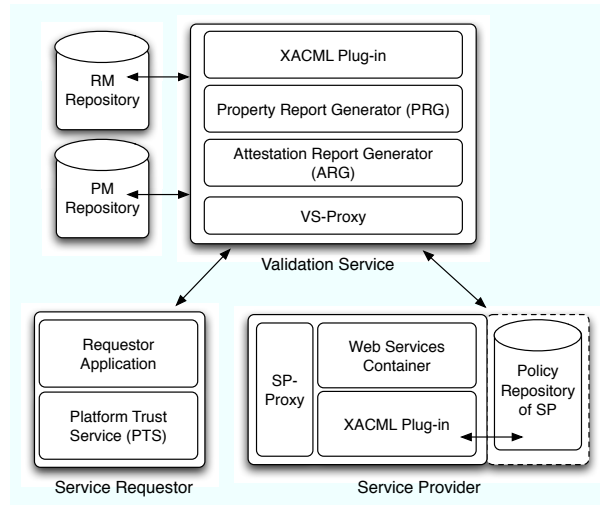 RM
Repository
PM
Repository
XACML Plug-in
Property Report Generator (PRG)
Attestation Report Generator
(ARG)
VS-Proxy
Validation Service
Requestor
Application
Platform Trust
Service (PTS)
Service Requestor
SP-
Proxy
Web Services
Container
XACML Plug-in
Policy
Repository
of SP
Service Provider